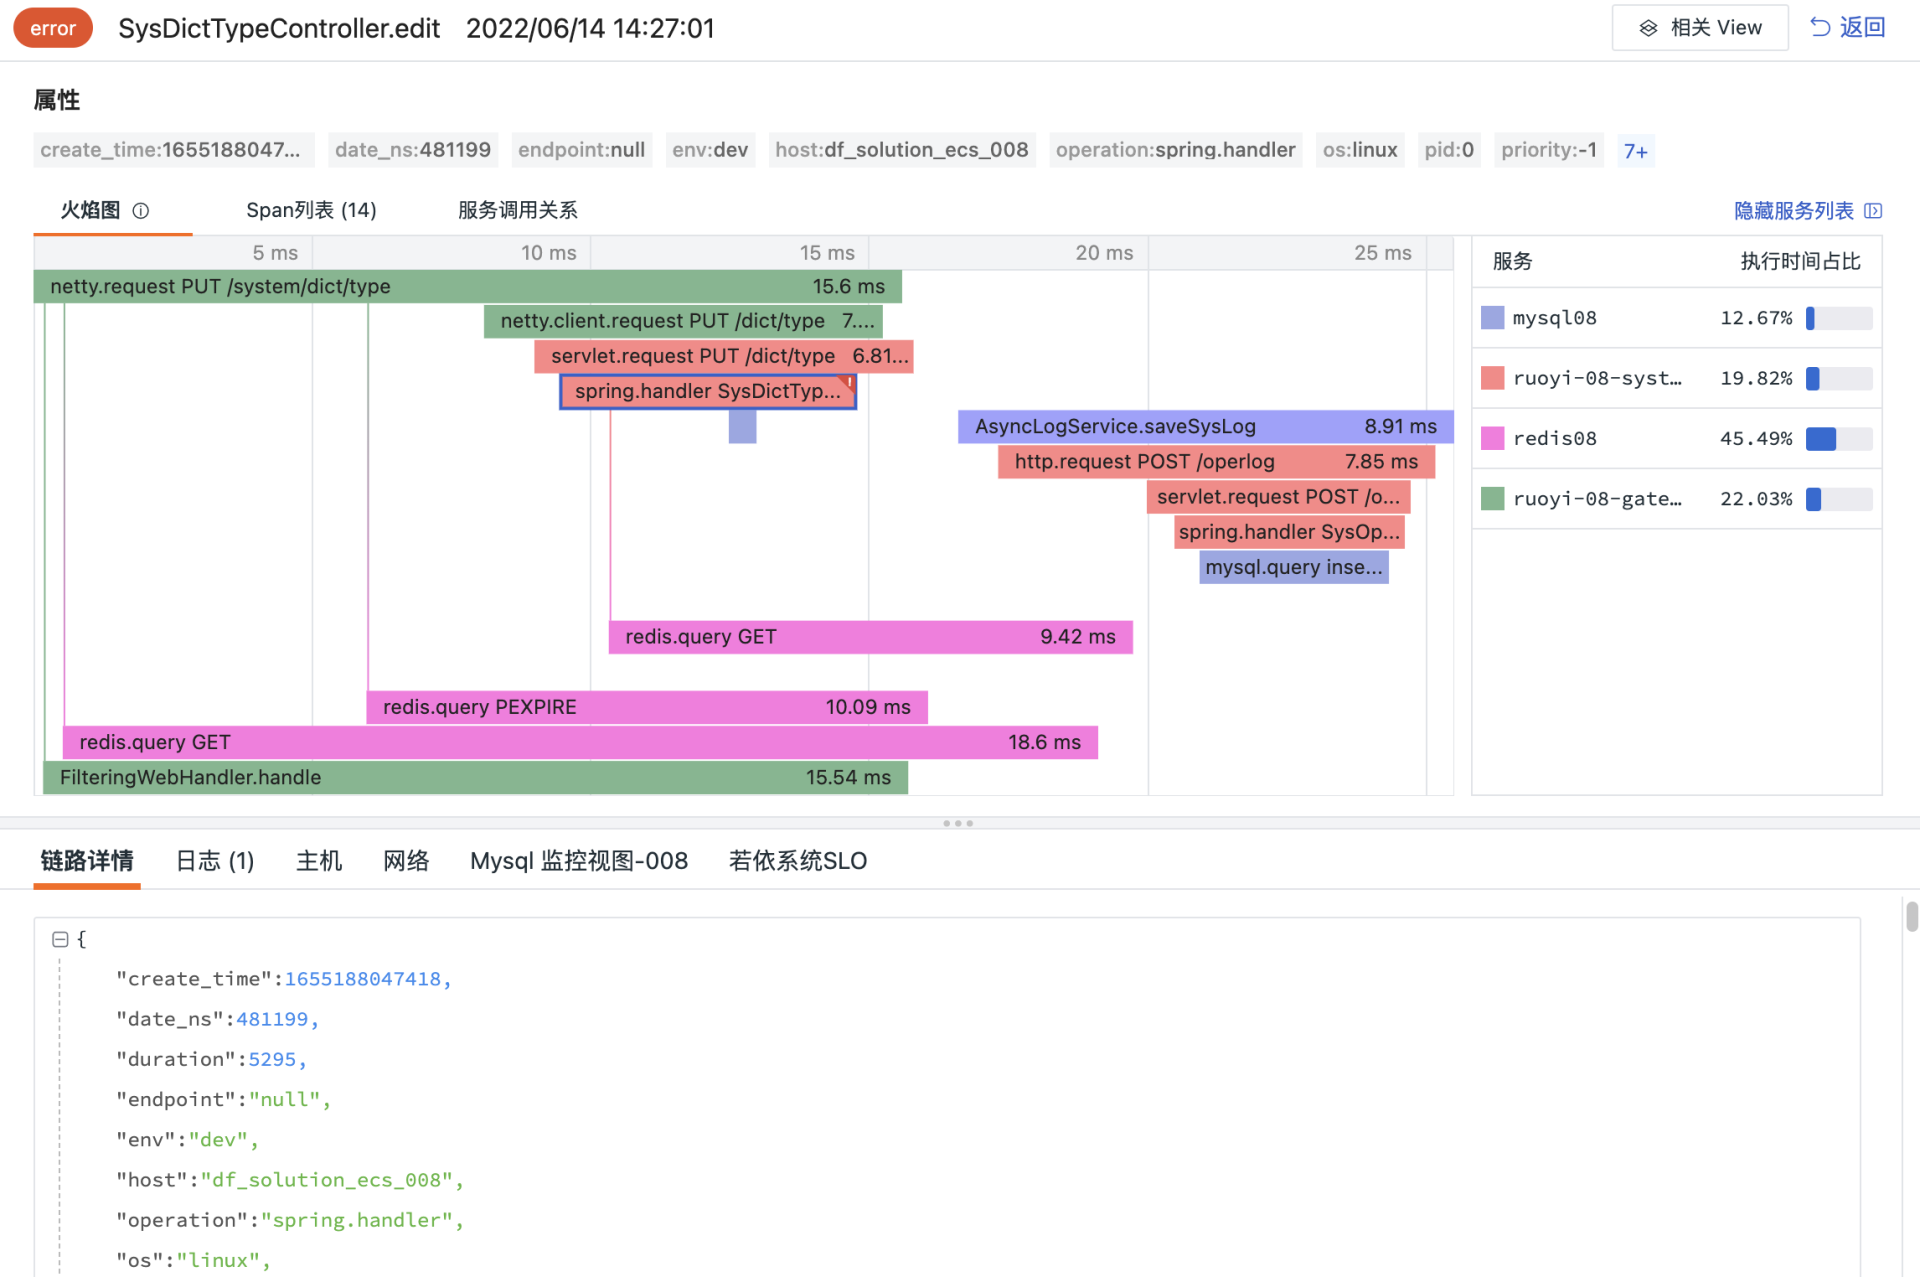 error SysDictTypeController.edit 2022/06/14 14:27:01 相关 View 返回
属性
create_time:1655188047... date_ns:481199 endpoint:null env:dev host:df_solution_ecs_008 operation:spring.handler os:linux pid:0 priority:-1 7+
火焰图 Span列表 (14) 服务调用关系 隐藏服务列表
5 ms 10 ms 15 ms 20 ms 25 ms
服务 执行时间占比
netty.request PUT /system/dict/type 15.6 ms
netty.client.request PUT /dict/type 7....
mysql08 12.67%
servlet.request PUT /dict/type 6.81...
ruoyi-08-syst... 19.82%
spring.handler SysDictTyp... !
AsyncLogService.saveSysLog 8.91 ms
redis08 45.49%
http.request POST /operlog 7.85 ms
servlet.request POST /o...
ruoyi-08-gate... 22.03%
spring.handler SysOp...
mysql.query inse...
redis.query GET 9.42 ms
redis.query PEXPIRE 10.09 ms
redis.query GET 18.6 ms
FilteringWebHandler.handle 15.54 ms
链路详情 日志 (1) 主机 网络 Mysql 监控视图-008 若依系统SLO
{
"create_time":1655188047418,
"date_ns":481199,
"duration":5295,
"endpoint":"null",
"env":"dev",
"host":"df_solution_ecs_008",
"operation":"spring.handler",
"os":"linux",